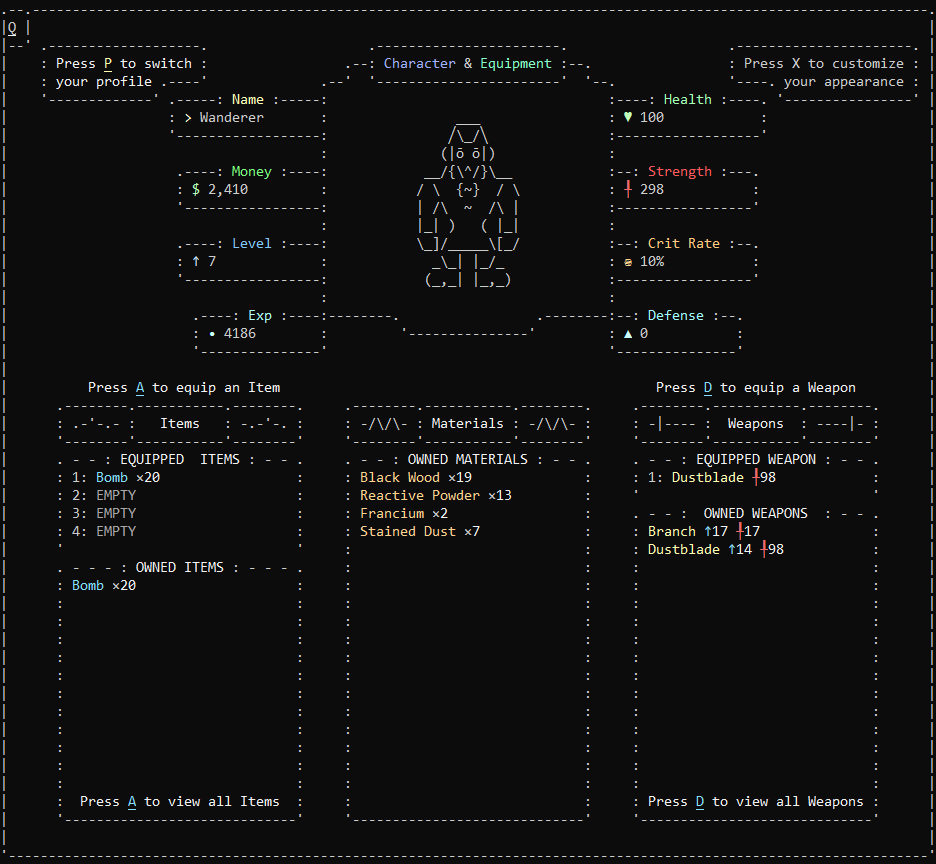 Q
Press P to switch
your profile
Character & Equipment
Press X to customize
your appearance
Name
> Wanderer
Health
♥ 100
Money
$ 2,410
Strength
╂ 298
Level
↑ 7
Crit Rate
10%
Exp
• 4186
Defense
▲ 0
Press A to equip an Item
Items
EQUIPPED ITEMS
1: Bomb ×20
2: EMPTY
3: EMPTY
4: EMPTY
OWNED ITEMS
Bomb ×20
Press A to view all Items
Materials
OWNED MATERIALS
Black Wood ×19
Reactive Powder ×13
Francium ×2
Stained Dust ×7
Press D to equip a Weapon
Weapons
EQUIPPED WEAPON
1: Dustblade ╂98
OWNED WEAPONS
Branch ↑17 ╂17
Dustblade ↑14 ╂98
Press D to view all Weapons